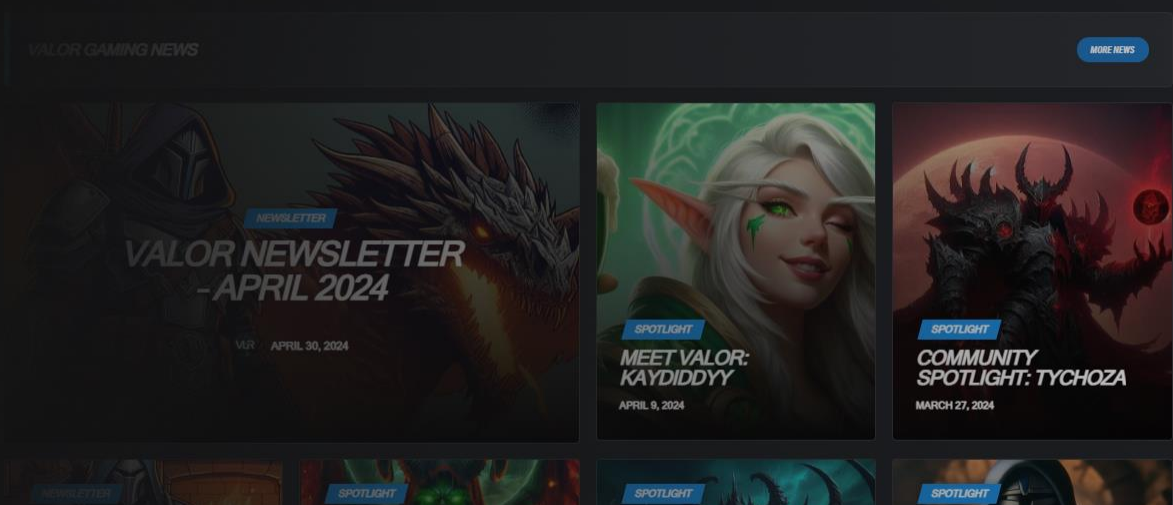 VALOR GAMING NEWS
MORE NEWS
NEWSLETTER
VALOR NEWSLETTER
- APRIL 2024
VLR
APRIL 30, 2024
SPOTLIGHT
MEET VALOR:
KAYDIDDYY
APRIL 9, 2024
SPOTLIGHT
COMMUNITY
SPOTLIGHT: TYCHOZA
MARCH 27, 2024
NEWSLETTER
SPOTLIGHT
SPOTLIGHT
SPOTLIGHT